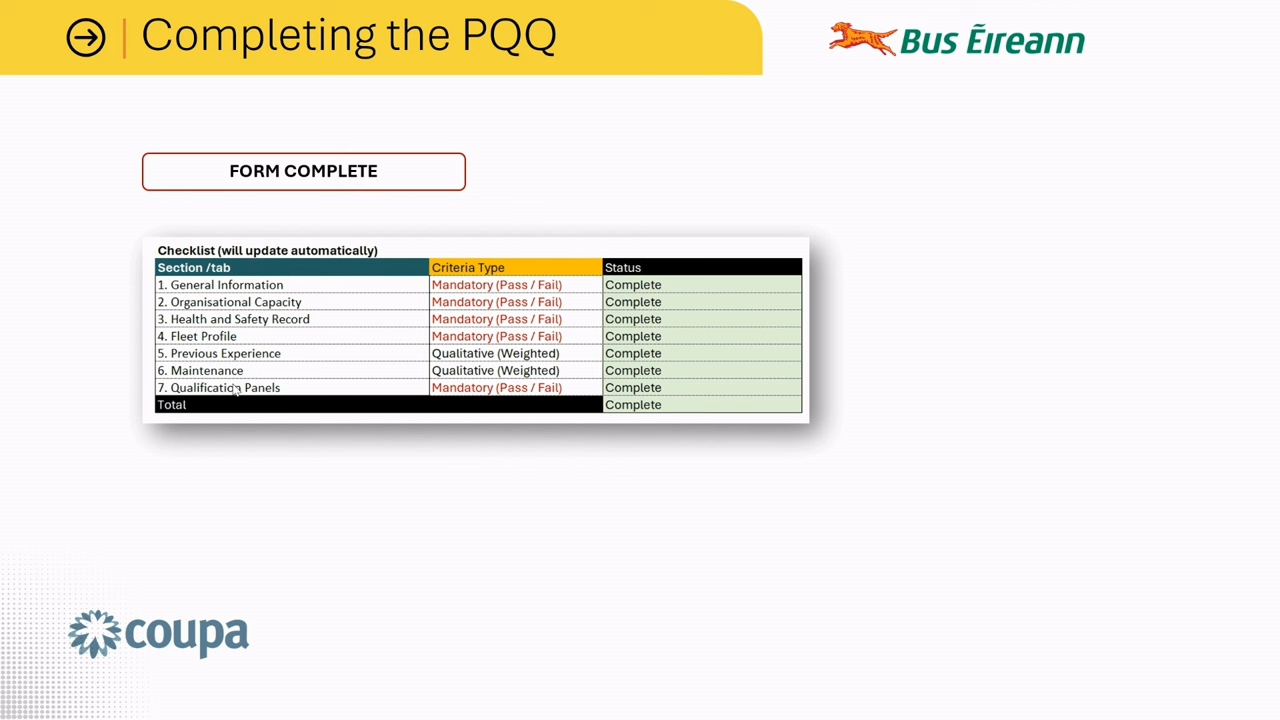 Completing the PQQ
Bus Éireann
FORM COMPLETE
Checklist (will update automatically)
Section /tab Criteria Type Status
1. General Information Mandatory (Pass / Fail) Complete
2. Organisational Capacity Mandatory (Pass / Fail) Complete
3. Health and Safety Record Mandatory (Pass / Fail) Complete
4. Fleet Profile Mandatory (Pass / Fail) Complete
5. Previous Experience Qualitative (Weighted) Complete
6. Maintenance Qualitative (Weighted) Complete
7. Qualification Panels Mandatory (Pass / Fail) Complete
Total Complete
coupa